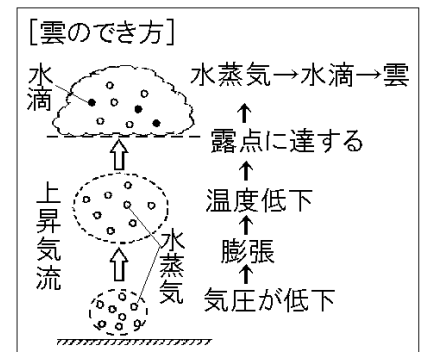 [雲のでき方]
水滴
水蒸気→水滴→雲
↑
露点に達する
↑
温度低下
↑
膨張
↑
気圧が低下
上昇気流
水蒸気